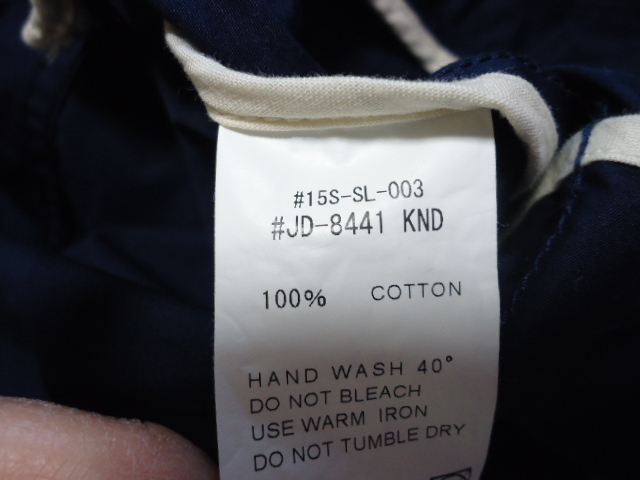 #15S-SL-003
#JD-8441 KND
100% COTTON
HAND WASH 40°
DO NOT BLEACH
USE WARM IRON
DO NOT TUMBLE DRY